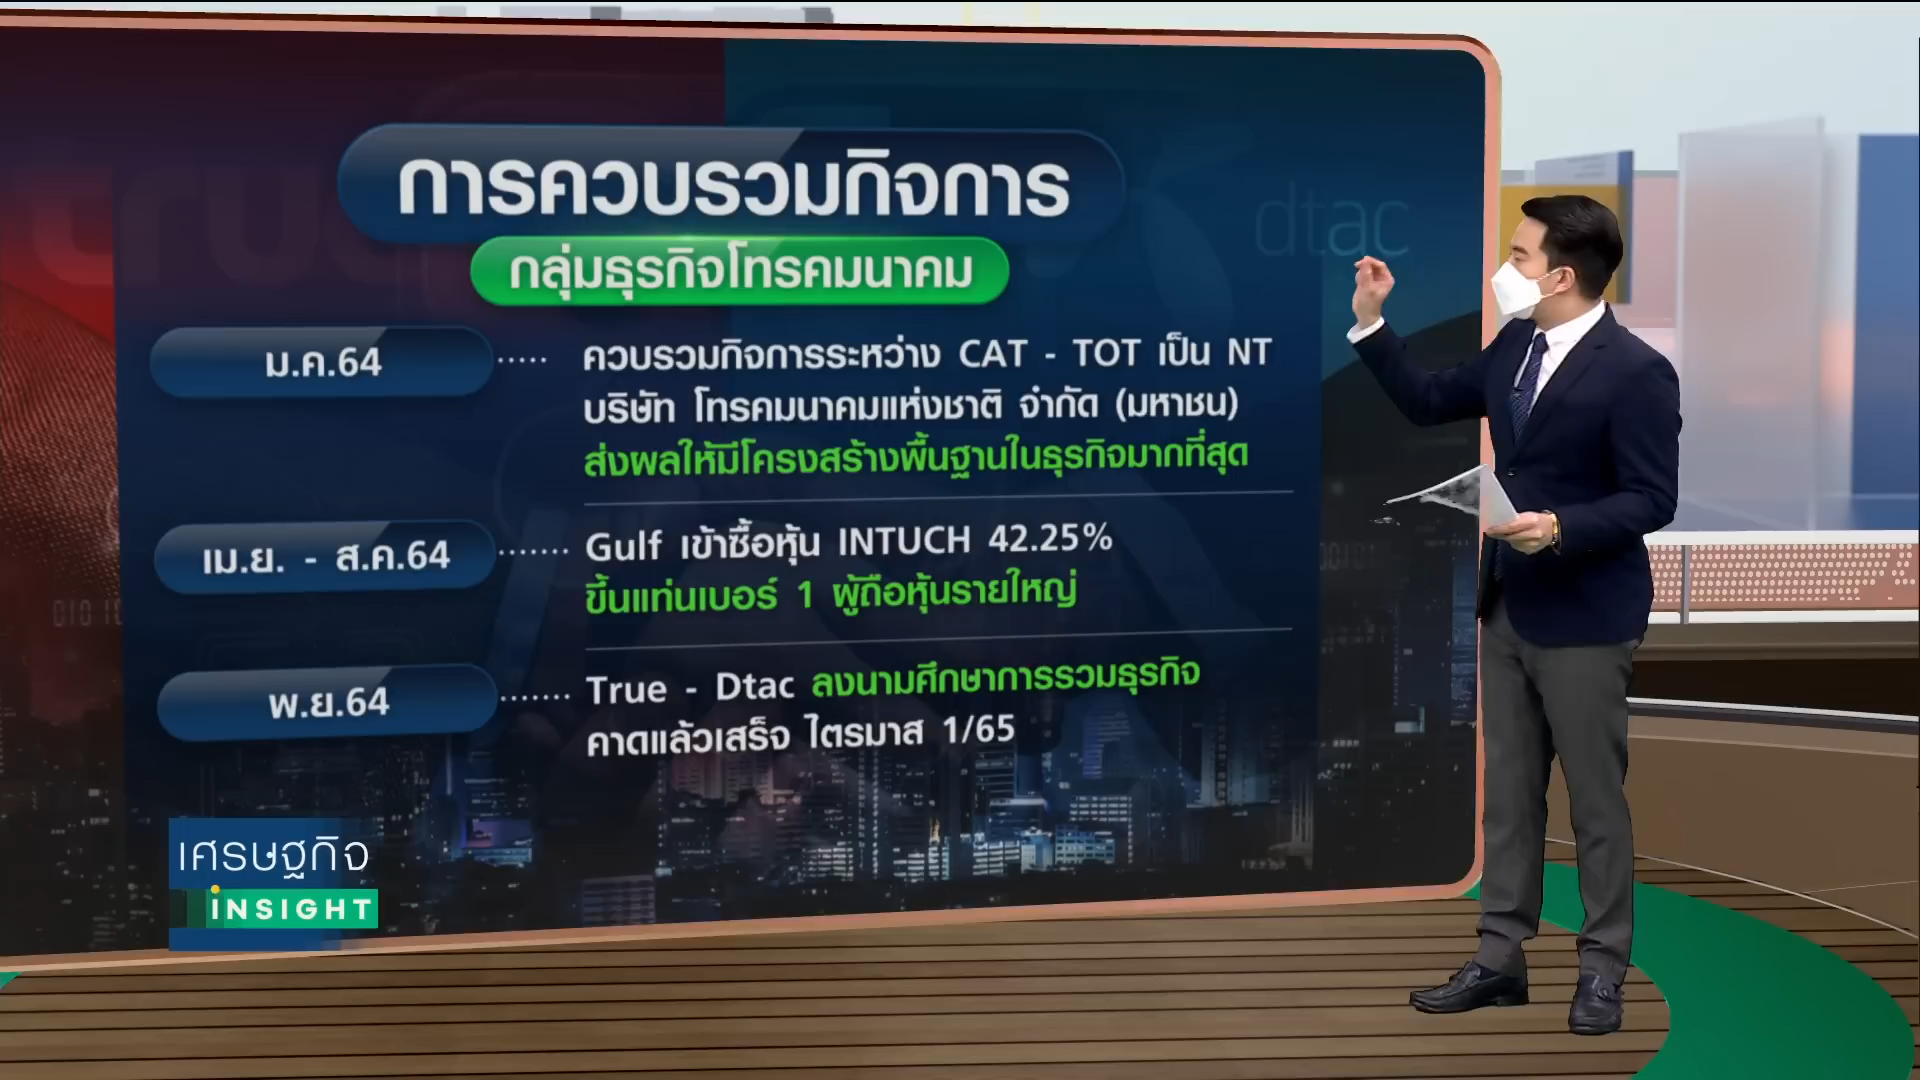 การควบรวมกิจการ
กลุ่มธุรกิจโทรคมนาคม
true
dtac
ม.ค.64
ควบรวมกิจการระหว่าง CAT - TOT เป็น NT
บริษัท โทรคมนาคมแห่งชาติ จำกัด (มหาชน)
ส่งผลให้มีโครงสร้างพื้นฐานในธุรกิจมากที่สุด
เม.ย. - ส.ค.64
Gulf เข้าซื้อหุ้น INTUCH 42.25%
ขึ้นแท่นเบอร์ 1 ผู้ถือหุ้นรายใหญ่
พ.ย.64
True - Dtac ลงนามศึกษาการรวมธุรกิจ
คาดแล้วเสร็จ ไตรมาส 1/65
เศรษฐกิจ
INSIGHT